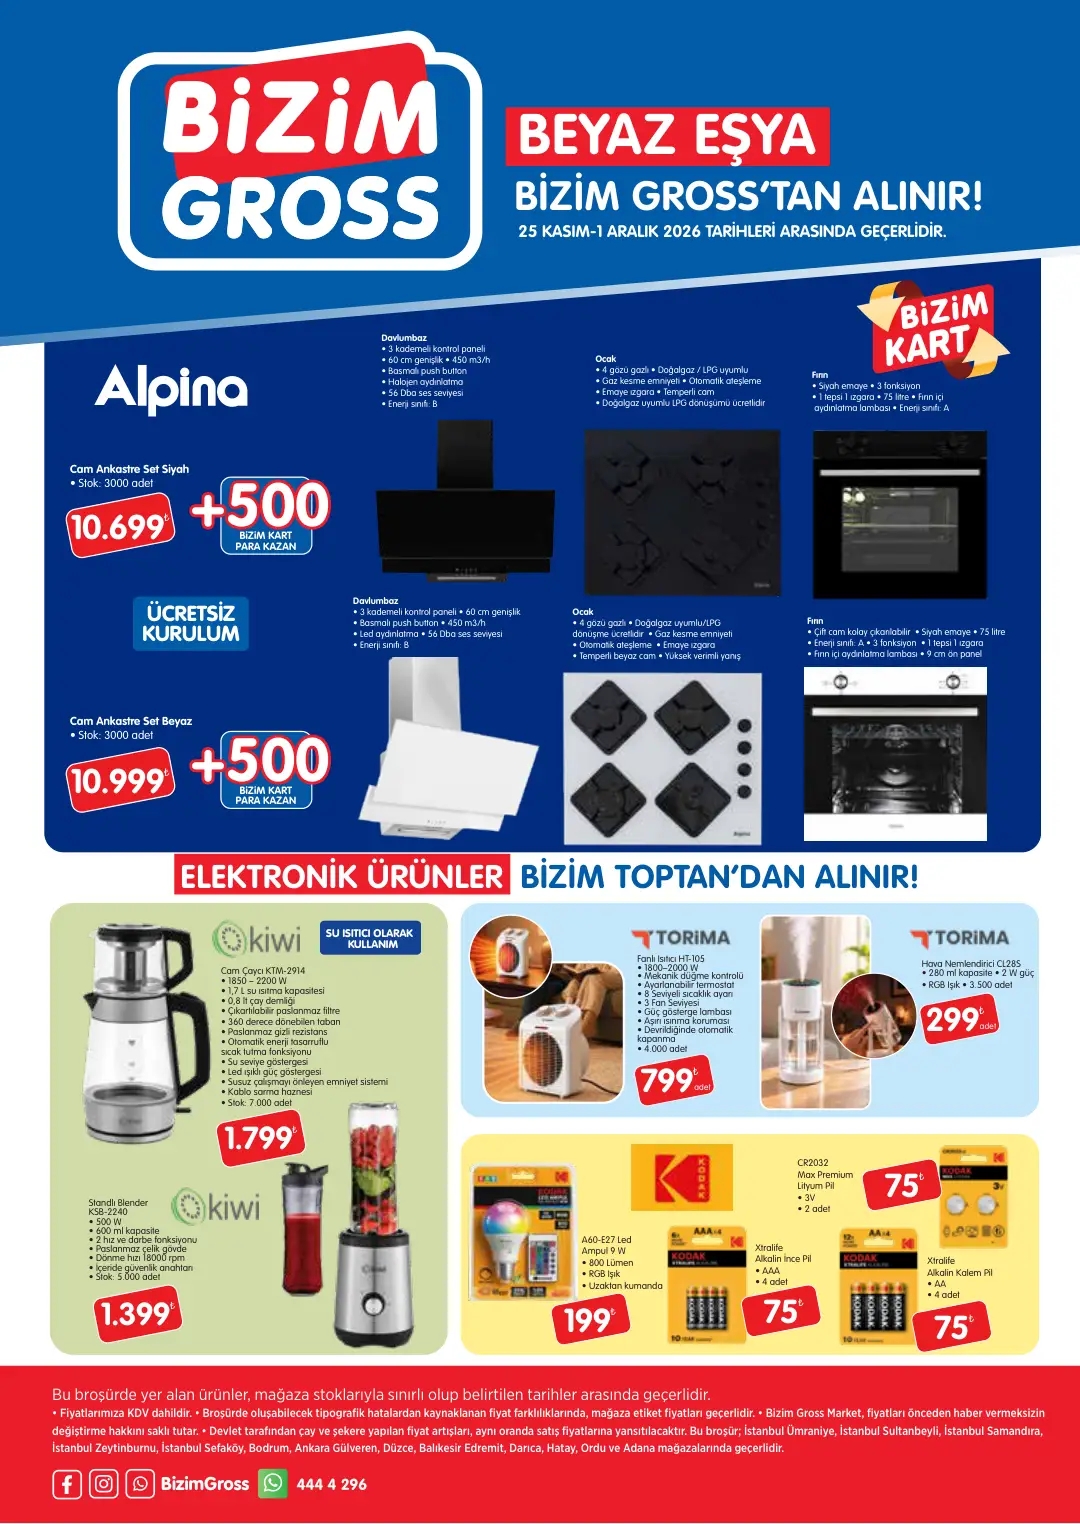 BİZİM
GROSS
BEYAZ EŞYA
BİZİM GROSS'TAN ALINIR!
25 KASIM-1 ARALIK 2026 TARİHLERİ ARASINDA GEÇERLİDİR.
BİZİM
KART
Alpina
Davlumbaz
• 3 kademeli kontrol paneli
• 60 cm genişlik • 450 m3/h
• Basmalı push button
• Halojen aydınlatma
• 56 Dba ses seviyesi
• Enerji sınıfı: B
Ocak
• 4 gözü gazlı • Doğalgaz / LPG uyumlu
• Gaz kesme emniyeti • Otomatik ateşleme
• Emaye ızgara • Temperli cam
• Doğalgaz uyumlu LPG dönüşümü ücretlidir
Fırın
• Siyah emaye • 3 fonksiyon
• 1 tepsi 1 ızgara • 75 litre • Fırın içi
aydınlatma lambası • Enerji sınıfı: A
Cam Ankastre Set Siyah
• Stok: 3000 adet
10.699₺
+500
BİZİM KART
PARA KAZAN
ÜCRETSİZ
KURULUM
Davlumbaz
• 3 kademeli kontrol paneli • 60 cm genişlik
• Basmalı push button • 450 m3/h
• Led aydınlatma • 56 Dba ses seviyesi
• Enerji sınıfı: B
Ocak
• 4 gözü gazlı • Doğalgaz uyumlu/LPG
dönüşme ücretlidir • Gaz kesme emniyeti
• Otomatik ateşleme • Emaye ızgara
• Temperli beyaz cam • Yüksek verimli yanış
Fırın
• Çift cam kolay çıkarılabilir • Siyah emaye • 75 litre
• Enerji sınıfı: A • 3 fonksiyon • 1 tepsi 1 ızgara
• Fırın içi aydınlatma lambası • 9 cm ön panel
Cam Ankastre Set Beyaz
• Stok: 3000 adet
10.999₺
+500
BİZİM KART
PARA KAZAN
ELEKTRONİK ÜRÜNLER BİZİM TOPTAN'DAN ALINIR!
kiwi
SU ISITICI OLARAK
KULLANIM
Cam Çaycı KTM-2914
• 1850 – 2200 W
• 1,7 L su ısıtma kapasitesi
• 0,8 lt çay demliği
• Çıkartılabilir paslanmaz filtre
• 360 derece dönebilen taban
• Paslanmaz gizli rezistans
• Otomatik enerji tasarruflu
sıcak tutma fonksiyonu
• Su seviye göstergesi
• Led ışıklı güç göstergesi
• Susuz çalışmayı önleyen emniyet sistemi
• Kablo sarma haznesi
• Stok: 7.000 adet
1.799₺
Standlı Blender
KSB-2240
• 500 W
• 600 ml kapasite
• 2 hız ve darbe fonksiyonu
• Paslanmaz çelik gövde
• Dönme hızı 18000 rpm
• İçeride güvenlik anahtarı
• Stok: 5.000 adet
kiwi
1.399₺
TORİMA
Fanlı Isıtıcı HT-105
• 1800–2000 W
• Mekanik düğme kontrolü
• Ayarlanabilir termostat
• 8 Seviyeli sıcaklık ayarı
• 3 Fan Seviyesi
• Güç gösterge lambası
• Aşırı ısınma koruması
• Devrildiğinde otomatik
kapanma
• 4.000 adet
799₺
adet
TORİMA
Hava Nemlendirici CL28S
• 280 ml kapasite • 2 W güç
• RGB Işık • 3.500 adet
299₺
adet
KODAK
A60-E27 Led
Ampul 9 W
• 800 Lümen
• RGB Işık
• Uzaktan kumanda
199₺
CR2032
Max Premium
Lityum Pil
• 3V
• 2 adet
75₺
KODAK
3V
Xtralife
Alkalin İnce Pil
• AAA
• 4 adet
75₺
AAA×4
KODAK
Xtralife
Alkalin Kalem Pil
• AA
• 4 adet
75₺
AA×4
KODAK
Bu broşürde yer alan ürünler, mağaza stoklarıyla sınırlı olup belirtilen tarihler arasında geçerlidir.
• Fiyatlarımıza KDV dahildir. • Broşürde oluşabilecek tipografik hatalardan kaynaklanan fiyat farklılıklarında, mağaza etiket fiyatları geçerlidir. • Bizim Gross Market, fiyatları önceden haber vermeksizin
değiştirme hakkını saklı tutar. • Devlet tarafından çay ve şekere yapılan fiyat artışları, aynı oranda satış fiyatlarına yansıtılacaktır. Bu broşür; İstanbul Ümraniye, İstanbul Sultanbeyli, İstanbul Samandıra,
İstanbul Zeytinburnu, İstanbul Sefaköy, Bodrum, Ankara Gülveren, Düzce, Balıkesir Edremit, Darıca, Hatay, Ordu ve Adana mağazalarında geçerlidir.
BizimGross
444 4 296